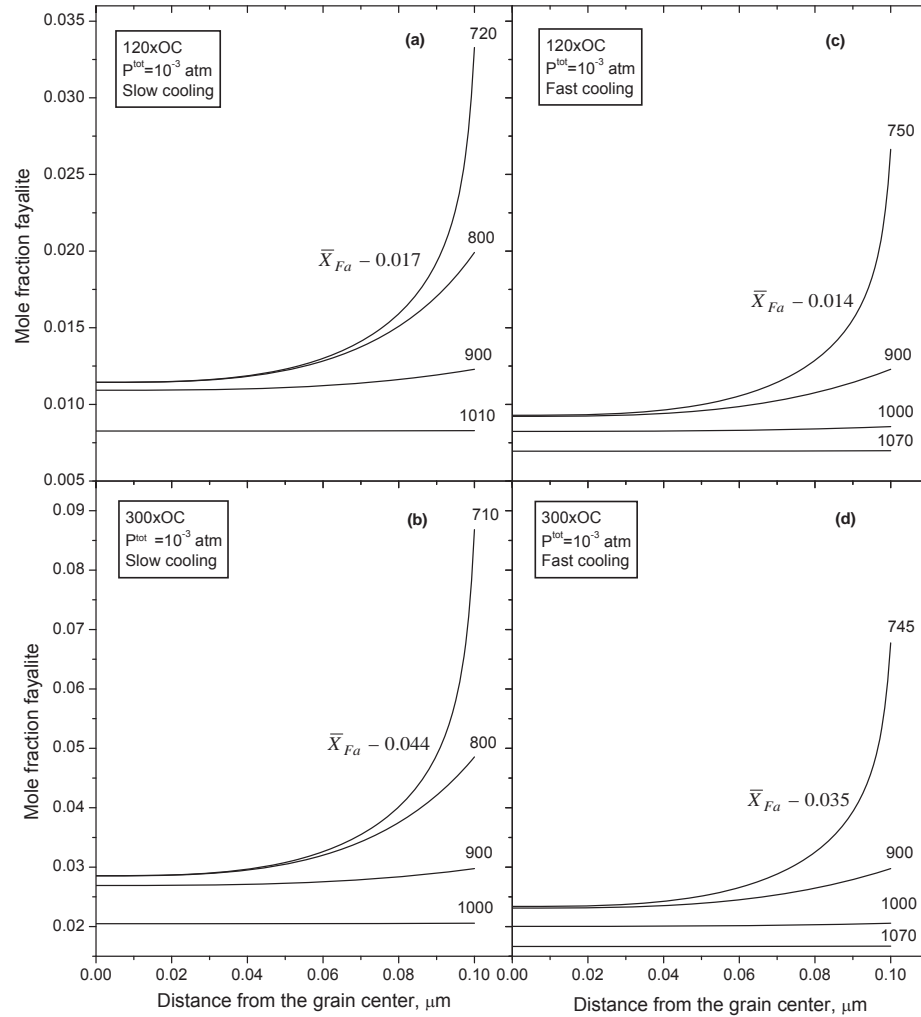 120xOC
P^tot=10^-3 atm
Slow cooling
(a)
720
800
900
1010
X̄_Fa – 0.017
0.035
0.030
0.025
0.020
0.015
0.010
0.005
Mole fraction fayalite
120xOC
P^tot=10^-3 atm
Fast cooling
(c)
750
900
1000
1070
X̄_Fa – 0.014
300xOC
P^tot =10^-3 atm
Slow cooling
(b)
710
800
900
1000
X̄_Fa – 0.044
0.09
0.08
0.07
0.06
0.05
0.04
0.03
0.02
Mole fraction fayalite
0.00 0.02 0.04 0.06 0.08 0.10
Distance from the grain center, μm
300xOC
P^tot=10^-3 atm
Fast cooling
(d)
745
900
1000
1070
X̄_Fa – 0.035
0.00 0.02 0.04 0.06 0.08 0.10
Distance from the grain center, μm